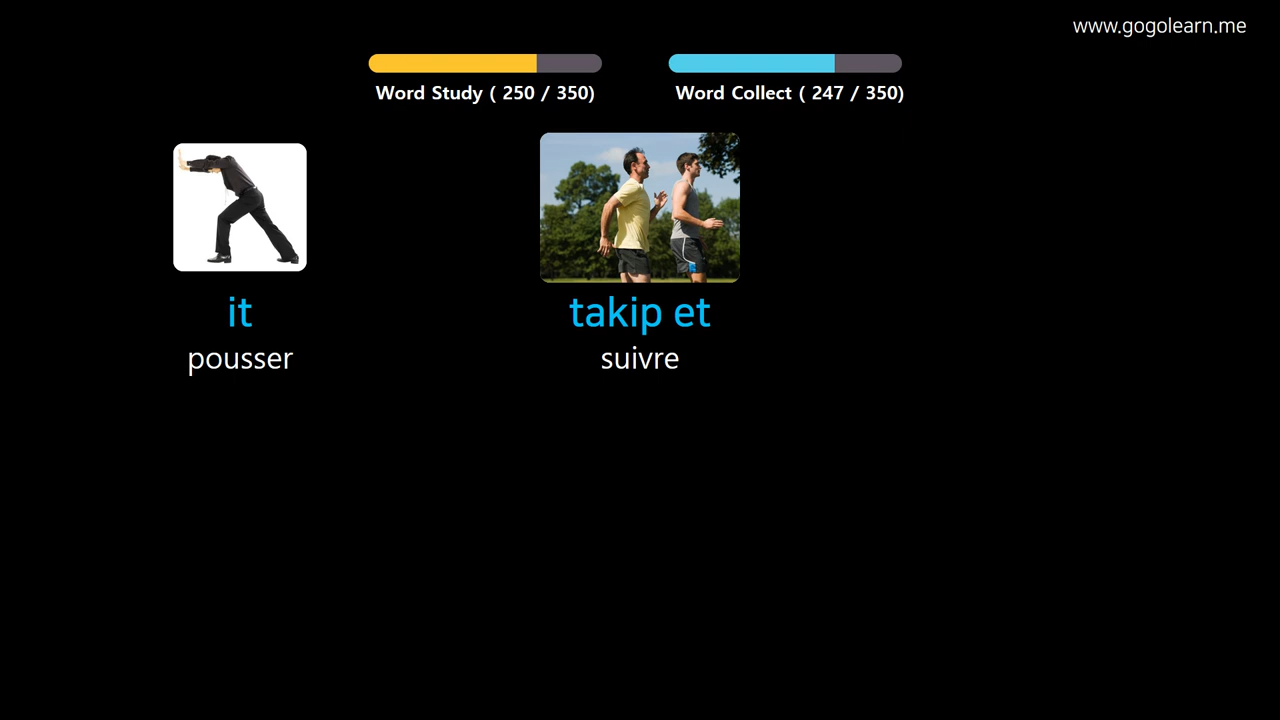 www.gogolearn.me
Word Study ( 250 / 350)
Word Collect ( 247 / 350)
it
pousser
takip et
suivre